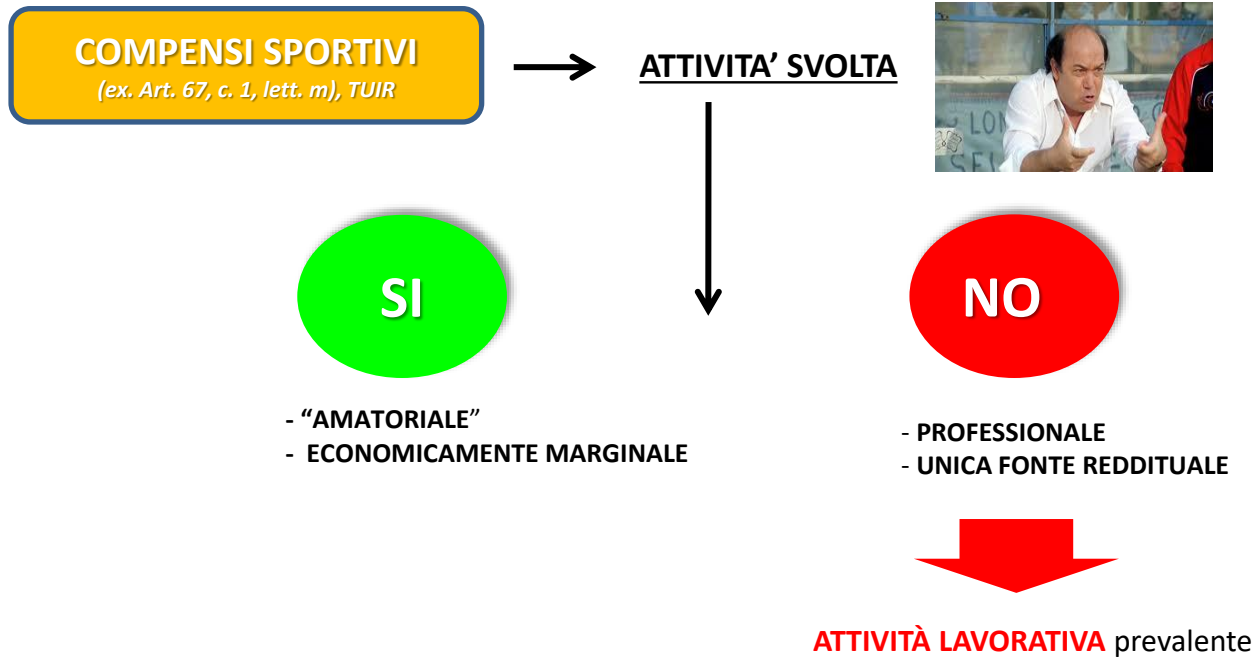 COMPENSI SPORTIVI
(ex. Art. 67, c. 1, lett. m), TUIR
ATTIVITA’ SVOLTA
SI
NO
- “AMATORIALE”
- ECONOMICAMENTE MARGINALE
- PROFESSIONALE
- UNICA FONTE REDDITUALE
ATTIVITÀ LAVORATIVA prevalente